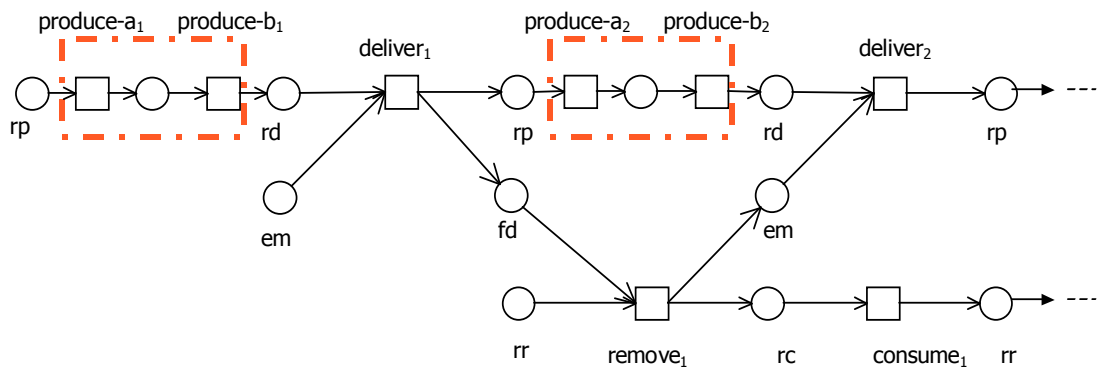 produce-a₁ produce-b₁ produce-a₂ produce-b₂
deliver₁ deliver₂
rp rd rp rd rp
em fd em
rr remove₁ rc consume₁ rr